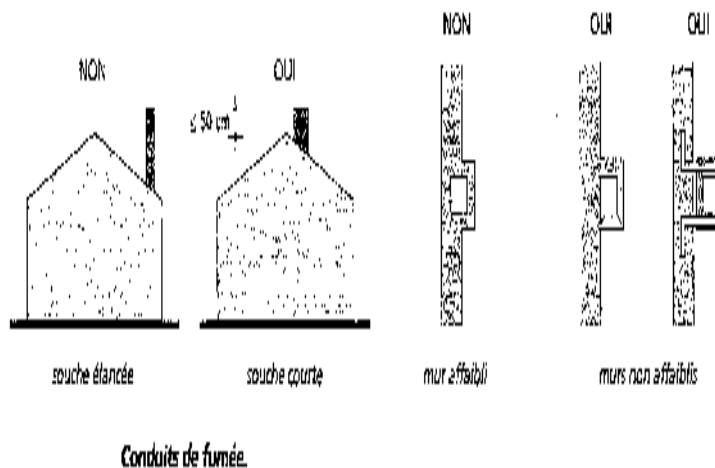 NON
OUI
≤ 50 cm
souche élancée
souche courte
NON
OUI
OUI
mur affaibli
murs non affaiblis
Conduits de fumée.